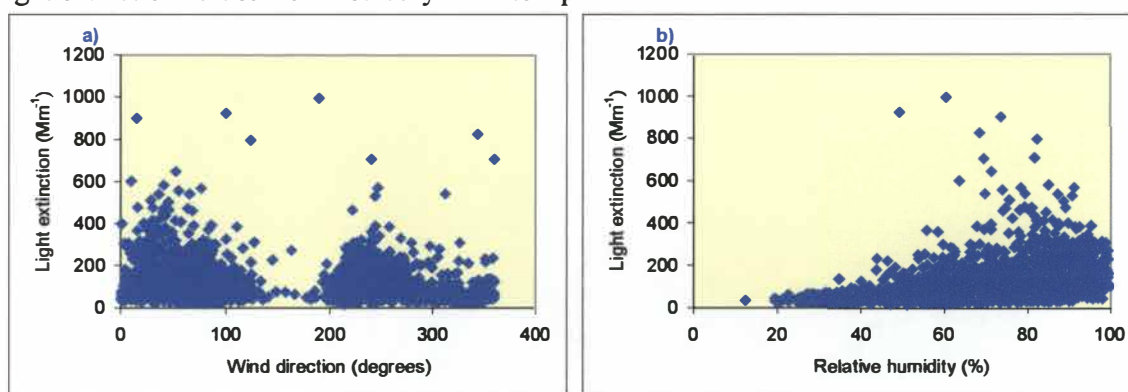 a)
1200
1000
800
600
400
200
0
Light extinction (Mm⁻¹)
0 100 200 300 400
Wind direction (degrees)
b)
1200
1000
800
600
400
200
0
Light extinction (Mm⁻¹)
0 20 40 60 80 100
Relative humidity (%)